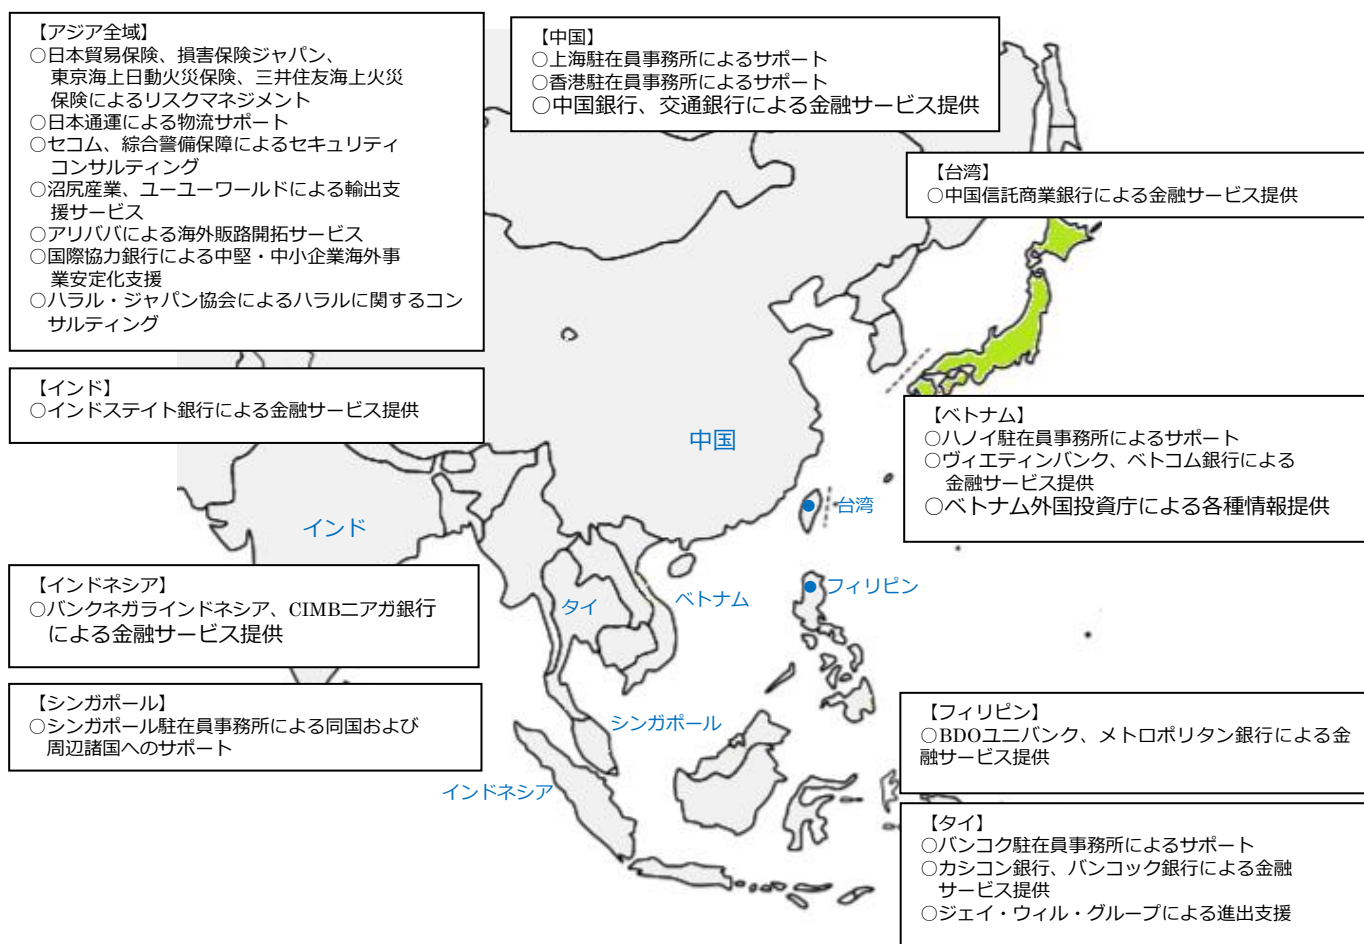 【アジア全域】
○日本貿易保険、損害保険ジャパン、
東京海上日動火災保険、三井住友海上火災
保険によるリスクマネジメント
○日本通運による物流サポート
○セコム、綜合警備保障によるセキュリティ
コンサルティング
○沼尻産業、ユーユーワールドによる輸出支
援サービス
○アリババによる海外販路開拓サービス
○国際協力銀行による中堅・中小企業海外事
業安定化支援
○ハラル・ジャパン協会によるハラルに関するコン
サルティング
【中国】
○上海駐在員事務所によるサポート
○香港駐在員事務所によるサポート
○中国銀行、交通銀行による金融サービス提供
【台湾】
○中国信託商業銀行による金融サービス提供
【インド】
○インドステイト銀行による金融サービス提供
【ベトナム】
○ハノイ駐在員事務所によるサポート
○ヴィエティンバンク、ベトコム銀行による
金融サービス提供
○ベトナム外国投資庁による各種情報提供
中国
台湾
インド
フィリピン
ベトナム
タイ
【インドネシア】
○バンクネガラインドネシア、CIMBニアガ銀行
による金融サービス提供
【シンガポール】
○シンガポール駐在員事務所による同国および
周辺諸国へのサポート
シンガポール
インドネシア
【フィリピン】
○BDOユニバンク、メトロポリタン銀行による金
融サービス提供
【タイ】
○バンコク駐在員事務所によるサポート
○カシコン銀行、バンコック銀行による金融
サービス提供
○ジェイ・ウィル・グループによる進出支援